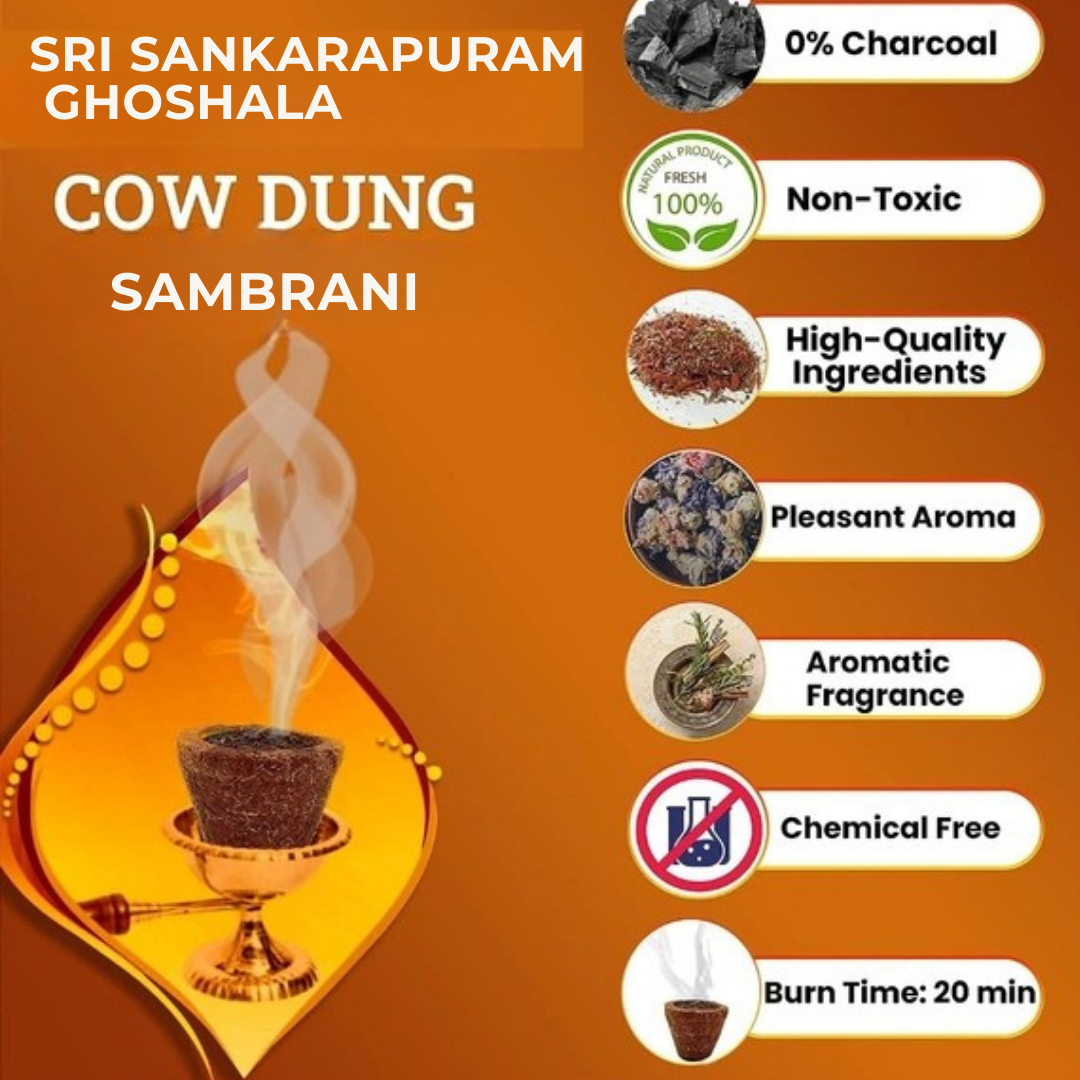 SRI SANKARAPURAM
GHOSHALA
COW DUNG
SAMBRANI
0% Charcoal
NATURAL PRODUCT
FRESH
100%
Non-Toxic
High-Quality
Ingredients
Pleasant Aroma
Aromatic
Fragrance
Chemical Free
Burn Time: 20 min